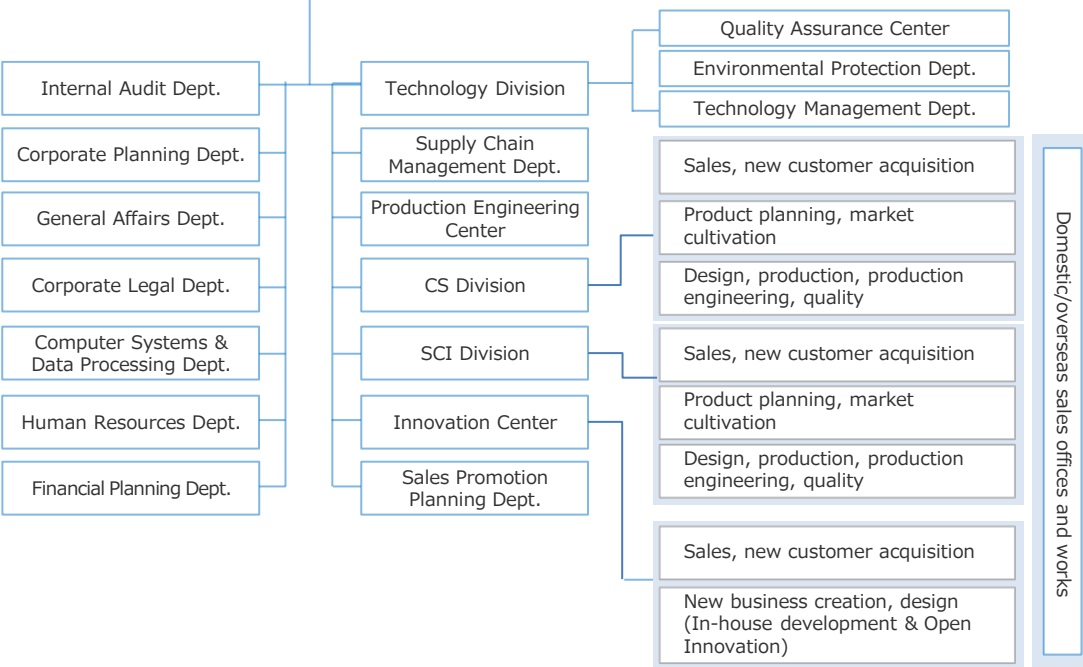 Internal Audit Dept.
Corporate Planning Dept.
General Affairs Dept.
Corporate Legal Dept.
Computer Systems &
Data Processing Dept.
Human Resources Dept.
Financial Planning Dept.
Technology Division
Supply Chain
Management Dept.
Production Engineering
Center
CS Division
SCI Division
Innovation Center
Sales Promotion
Planning Dept.
Quality Assurance Center
Environmental Protection Dept.
Technology Management Dept.
Sales, new customer acquisition
Product planning, market
cultivation
Design, production, production
engineering, quality
Sales, new customer acquisition
Product planning, market
cultivation
Design, production, production
engineering, quality
Sales, new customer acquisition
New business creation, design
(In-house development & Open
Innovation)
Domestic/overseas sales offices and works